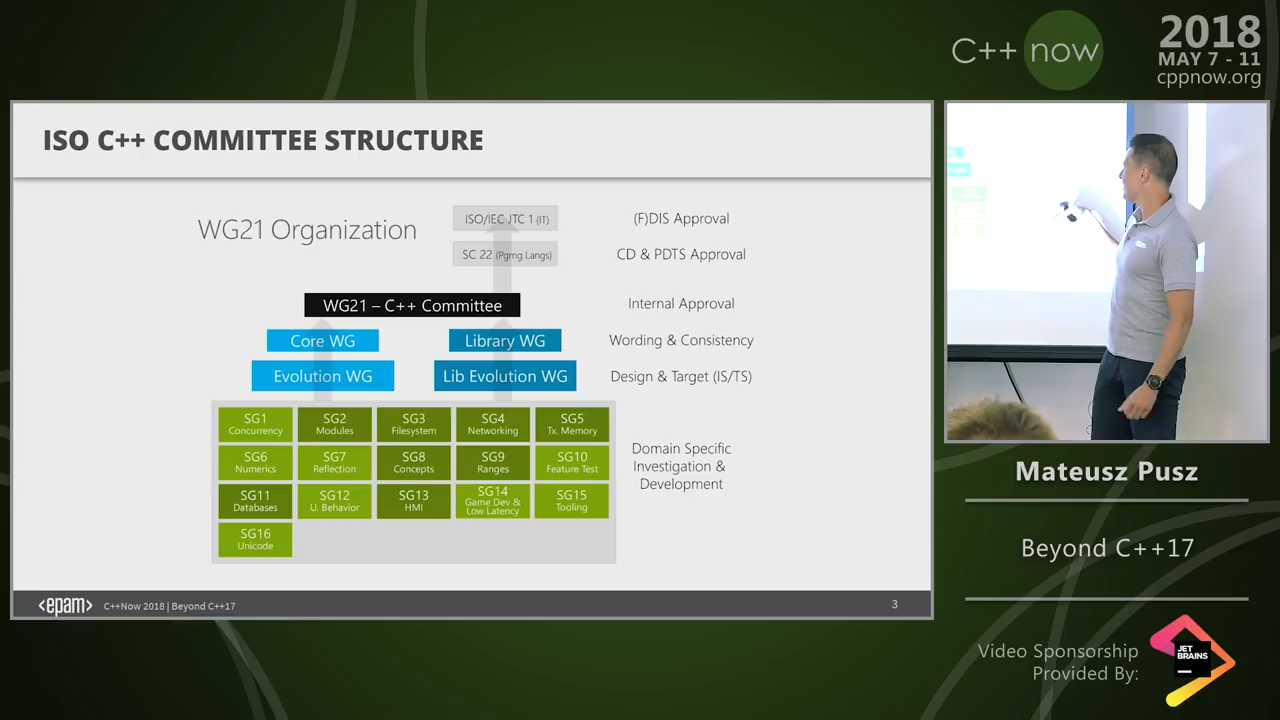 C++ now
2018
MAY 7 - 11
cppnow.org
ISO C++ COMMITTEE STRUCTURE
WG21 Organization
ISO/IEC JTC 1 (IT)
(F)DIS Approval
SC 22 (Pgmg Langs)
CD & PDTS Approval
WG21 – C++ Committee
Internal Approval
Core WG
Library WG
Wording & Consistency
Evolution WG
Lib Evolution WG
Design & Target (IS/TS)
SG1
Concurrency
SG2
Modules
SG3
Filesystem
SG4
Networking
SG5
Tx. Memory
SG6
Numerics
SG7
Reflection
SG8
Concepts
SG9
Ranges
SG10
Feature Test
SG11
Databases
SG12
U. Behavior
SG13
HMI
SG14
Game Dev &
Low Latency
SG15
Tooling
SG16
Unicode
Domain Specific
Investigation &
Development
<epam>
C++Now 2018 | Beyond C++17
3
Mateusz Pusz
Beyond C++17
Video Sponsorship
Provided By:
JET
BRAINS